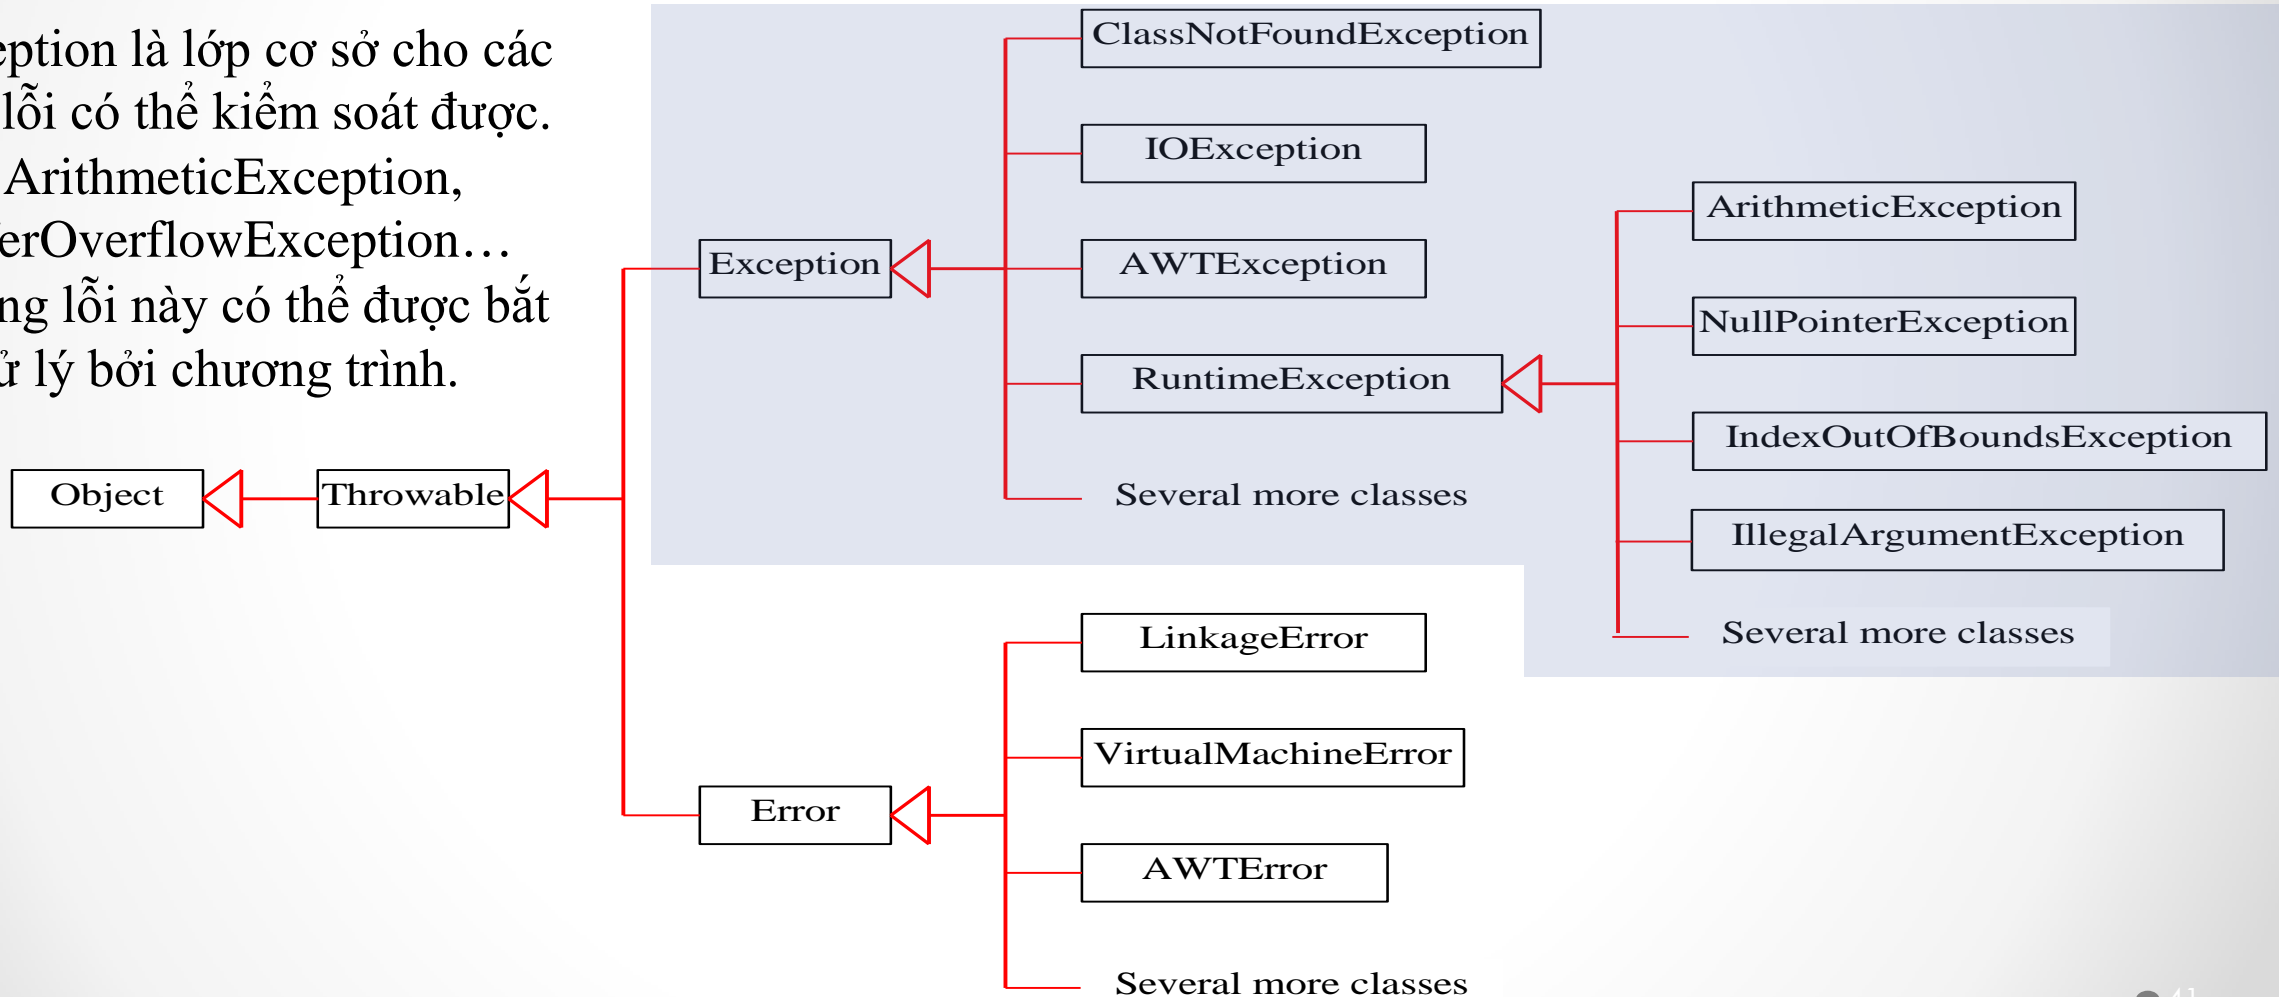 eption là lớp cơ sở cho các
lỗi có thể kiểm soát được.
ArithmeticException,
erOverflowException…
ng lỗi này có thể được bắt
ử lý bởi chương trình.
ClassNotFoundException
IOException
AWTException
RuntimeException
Several more classes
Exception
ArithmeticException
NullPointerException
IndexOutOfBoundsException
IllegalArgumentException
Several more classes
Object
Throwable
LinkageError
VirtualMachineError
Error
AWTError
Several more classes
41